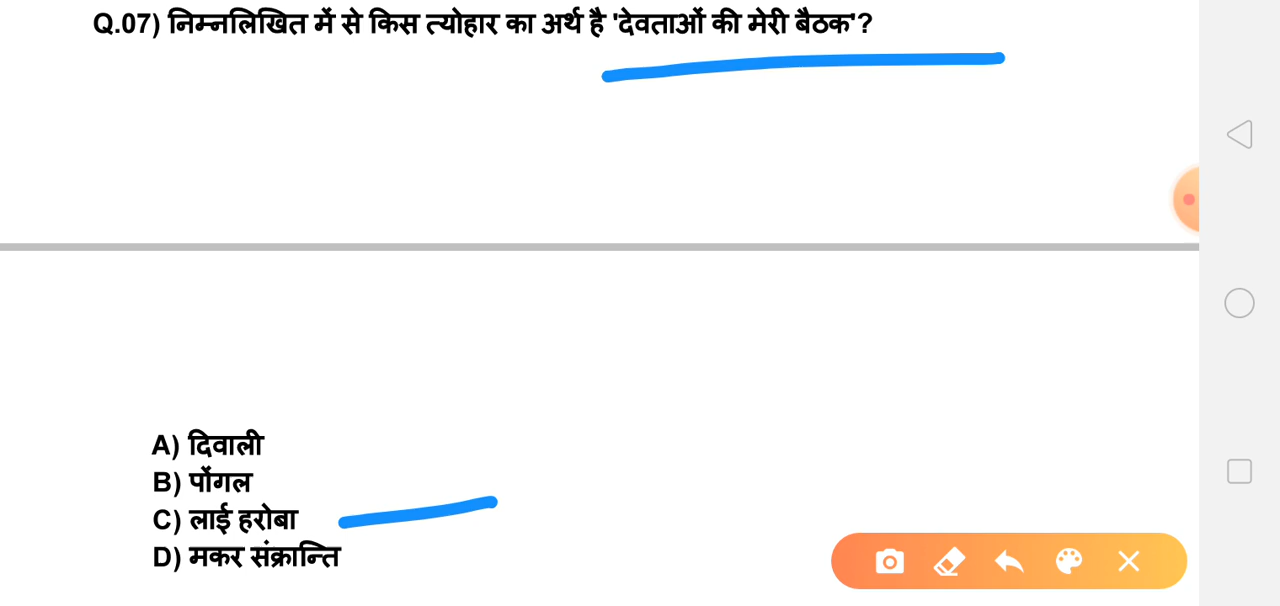 Q.07) निम्नलिखित में से किस त्योहार का अर्थ है 'देवताओं की मेरी बैठक'?
A) दिवाली
B) पोंगल
C) लाई हरोबा
D) मकर संक्रान्ति